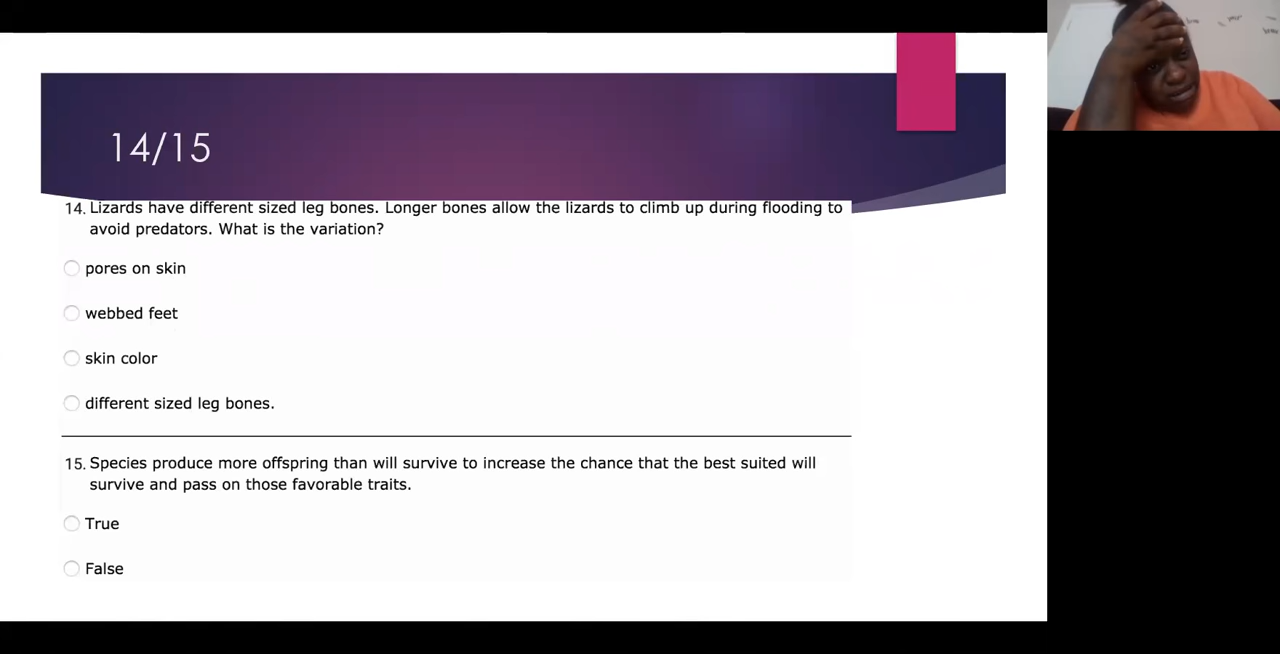 14/15
14. Lizards have different sized leg bones. Longer bones allow the lizards to climb up during flooding to
avoid predators. What is the variation?
pores on skin
webbed feet
skin color
different sized leg bones.
15. Species produce more offspring than will survive to increase the chance that the best suited will
survive and pass on those favorable traits.
True
False